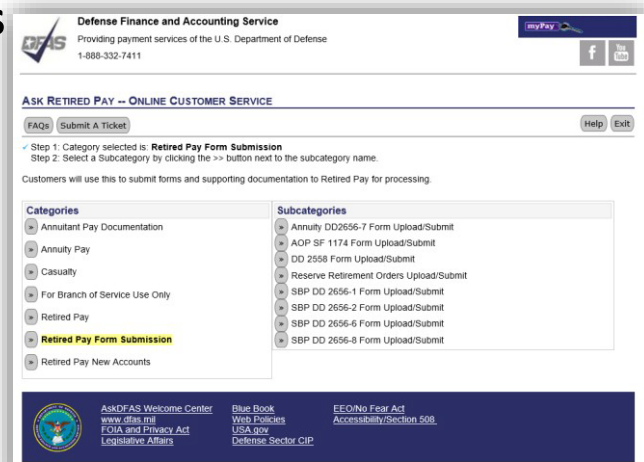 S
DFAS
Defense Finance and Accounting Service
Providing payment services of the U.S. Department of Defense
1-888-332-7411
myPay
f
You
Tube
ASK RETIRED PAY -- ONLINE CUSTOMER SERVICE
FAQs Submit A Ticket Help Exit
✓ Step 1: Category selected is: Retired Pay Form Submission
Step 2: Select a Subcategory by clicking the >> button next to the subcategory name.
Customers will use this to submit forms and supporting documentation to Retired Pay for processing.
Categories
» Annuitant Pay Documentation
» Annuity Pay
» Casualty
» For Branch of Service Use Only
» Retired Pay
» Retired Pay Form Submission
» Retired Pay New Accounts
Subcategories
» Annuity DD2656-7 Form Upload/Submit
» AOP SF 1174 Form Upload/Submit
» DD 2558 Form Upload/Submit
» Reserve Retirement Orders Upload/Submit
» SBP DD 2656-1 Form Upload/Submit
» SBP DD 2656-2 Form Upload/Submit
» SBP DD 2656-6 Form Upload/Submit
» SBP DD 2656-8 Form Upload/Submit
AskDFAS Welcome Center
www.dfas.mil
FOIA and Privacy Act
Legislative Affairs
Blue Book
Web Policies
USA.gov
Defense Sector CIP
EEO/No Fear Act
Accessibility/Section 508